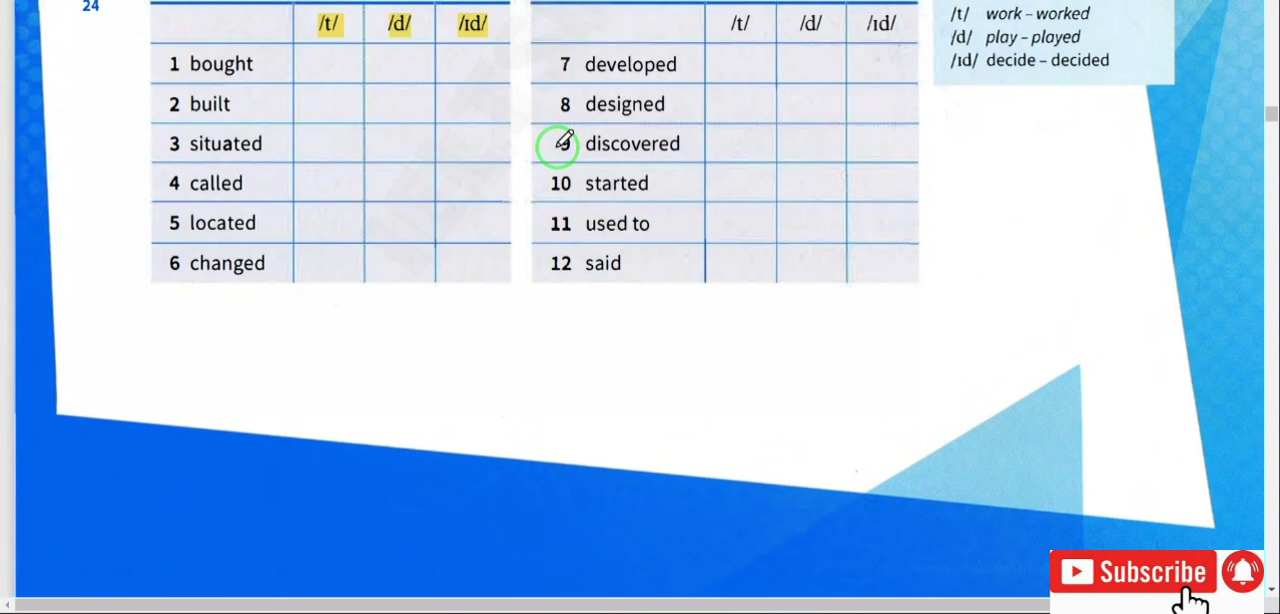 24
/t/ /d/ /ɪd/
1 bought
2 built
3 situated
4 called
5 located
6 changed
/t/ /d/ /ɪd/
7 developed
8 designed
9 discovered
10 started
11 used to
12 said
/t/ work – worked
/d/ play – played
/ɪd/ decide – decided
Subscribe